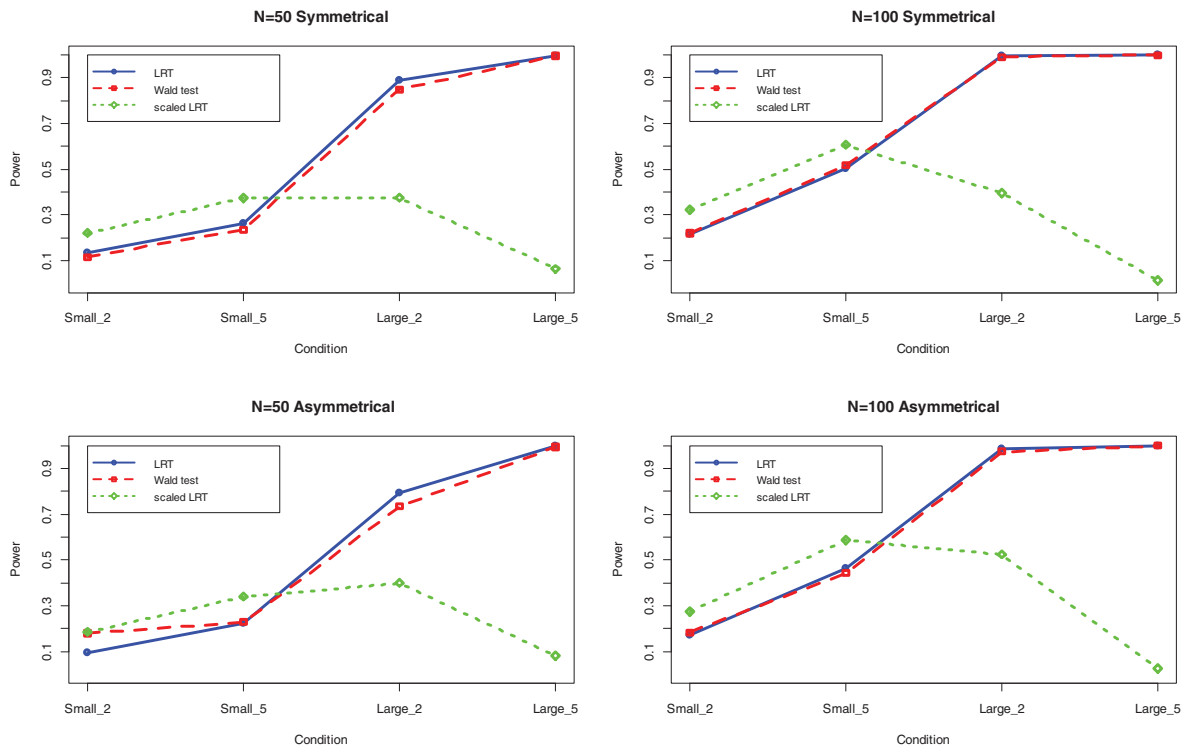 N=50 Symmetrical
LRT
Wald test
scaled LRT
Power
0.1
0.3
0.5
0.7
0.9
Small_2
Small_5
Large_2
Large_5
Condition
N=100 Symmetrical
LRT
Wald test
scaled LRT
Power
0.1
0.3
0.5
0.7
0.9
Small_2
Small_5
Large_2
Large_5
Condition
N=50 Asymmetrical
LRT
Wald test
scaled LRT
Power
0.1
0.3
0.5
0.7
0.9
Small_2
Small_5
Large_2
Large_5
Condition
N=100 Asymmetrical
LRT
Wald test
scaled LRT
Power
0.1
0.3
0.5
0.7
0.9
Small_2
Small_5
Large_2
Large_5
Condition